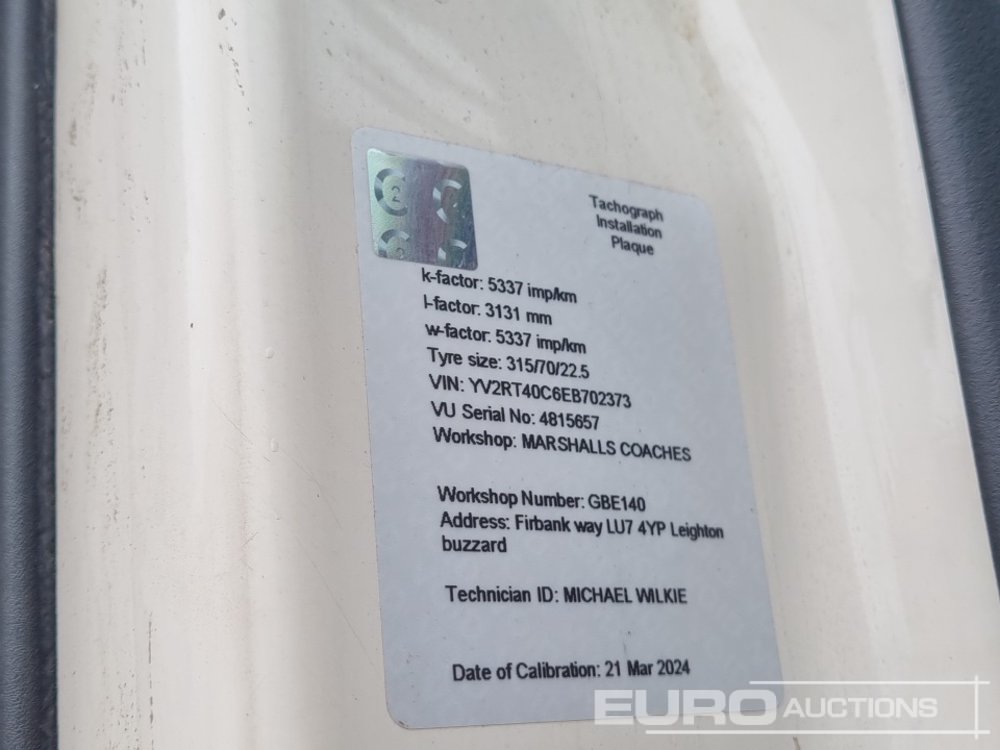 Tachograph
Installation
Plaque
k-factor: 5337 imp/km
l-factor: 3131 mm
w-factor: 5337 imp/km
Tyre size: 315/70/22.5
VIN: YV2RT40C6EB702373
VU Serial No: 4815657
Workshop: MARSHALLS COACHES
Workshop Number: GBE140
Address: Firbank way LU7 4YP Leighton
buzzard
Technician ID: MICHAEL WILKIE
Date of Calibration: 21 Mar 2024
EURO AUCTIONS